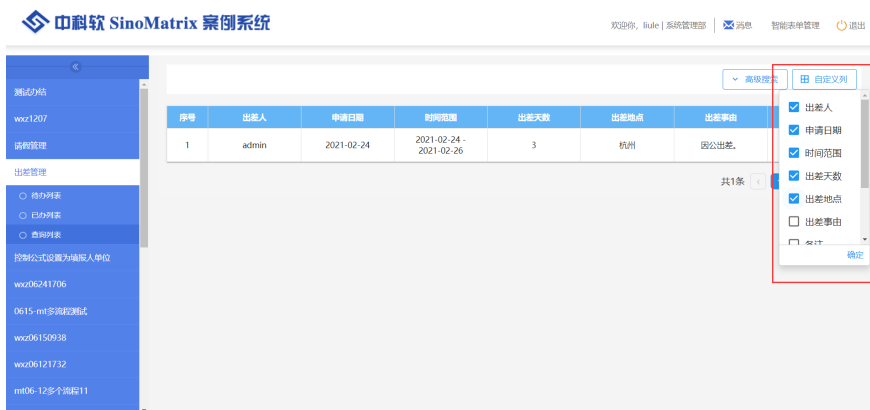 中科软 SinoMatrix 案例系统
欢迎你, liule | 系统管理部
消息
智能表单管理
退出
测试办结
wxz1207
请假管理
出差管理
待办列表
已办列表
查询列表
控制公式设置为填报人单位
wxz06241706
0615-mt多流程测试
wxz06150938
wxz06121732
mt06-12多个流程11
高级搜索
自定义列
序号 出差人 申请日期 时间范围 出差天数 出差地点 出差事由
1 admin 2021-02-24 2021-02-24 - 2021-02-26 3 杭州 因公出差。
共1条
出差人
申请日期
时间范围
出差天数
出差地点
出差事由
备注
确定